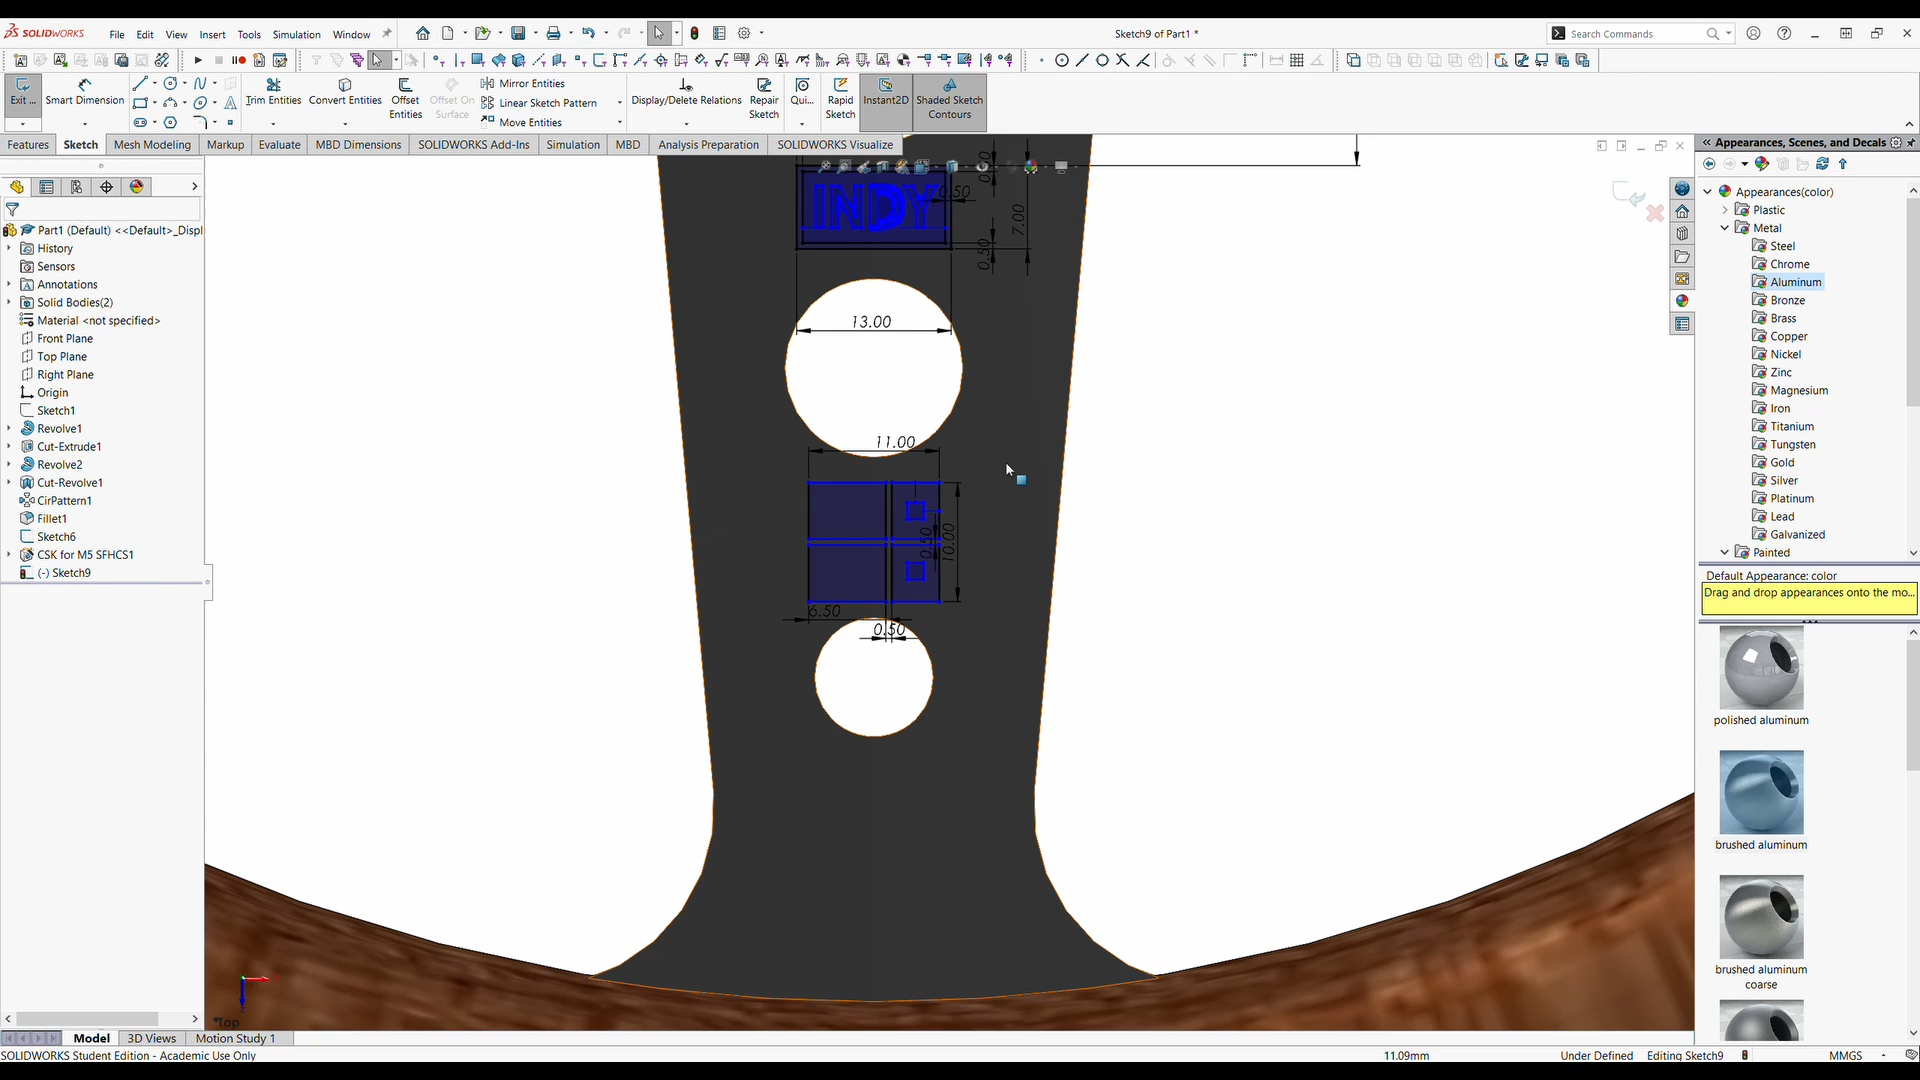 SOLIDWORKS File Edit View Insert Tools Simulation Window Sketch9 of Part1 * Search Commands
Exit ... Smart Dimension Trim Entities Convert Entities Offset Entities Offset On Surface Mirror Entities Linear Sketch Pattern Move Entities Display/Delete Relations Repair Sketch Qui... Rapid Sketch Instant2D Shaded Sketch Contours
Features Sketch Mesh Modeling Markup Evaluate MBD Dimensions SOLIDWORKS Add-Ins Simulation MBD Analysis Preparation SOLIDWORKS Visualize
Part1 (Default) <<Default>_Displ
History
Sensors
Annotations
Solid Bodies(2)
Material <not specified>
Front Plane
Top Plane
Right Plane
Origin
Sketch1
Revolve1
Cut-Extrude1
Revolve2
Cut-Revolve1
CirPattern1
Fillet1
Sketch6
CSK for M5 SFHCS1
(-) Sketch9
INDY
0.50
7.00
0.50
13.00
11.00
0.50
10.00
6.50
0.50
*Top
Appearances, Scenes, and Decals
Appearances(color)
Plastic
Metal
Steel
Chrome
Aluminum
Bronze
Brass
Copper
Nickel
Zinc
Magnesium
Iron
Titanium
Tungsten
Gold
Silver
Platinum
Lead
Galvanized
Painted
Default Appearance: color
Drag and drop appearances onto the mo...
polished aluminum
brushed aluminum
brushed aluminum
coarse
Model 3D Views Motion Study 1
SOLIDWORKS Student Edition - Academic Use Only 11.09mm Under Defined Editing Sketch9 MMGS